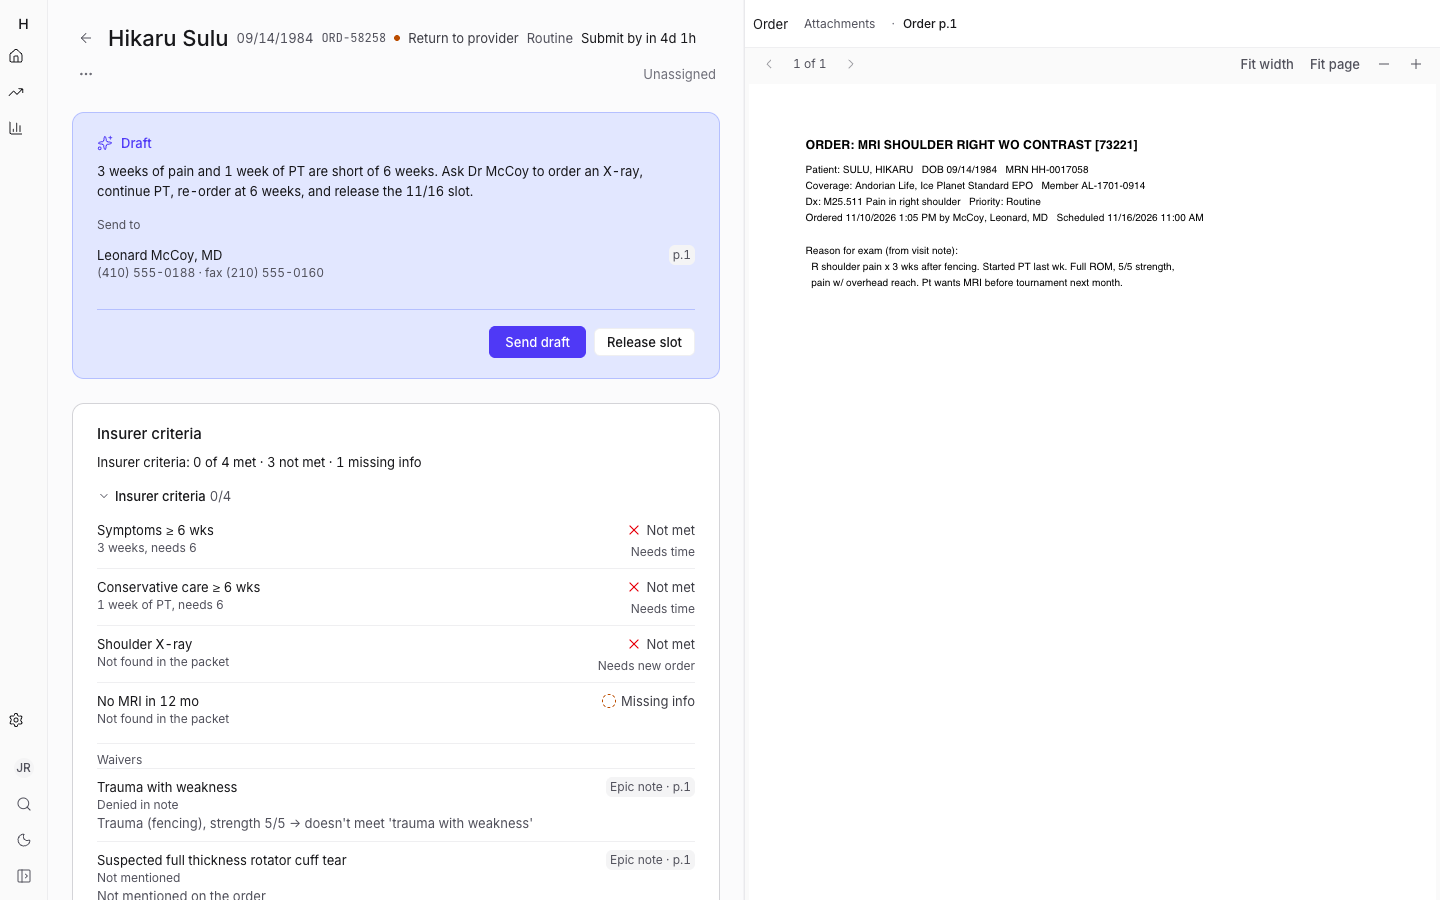 H
JR
Hikaru Sulu 09/14/1984 ORD-58258 Return to provider Routine Submit by in 4d 1h
Unassigned
Draft
3 weeks of pain and 1 week of PT are short of 6 weeks. Ask Dr McCoy to order an X-ray,
continue PT, re-order at 6 weeks, and release the 11/16 slot.
Send to
Leonard McCoy, MD p.1
(410) 555-0188 · fax (210) 555-0160
Send draft Release slot
Insurer criteria
Insurer criteria: 0 of 4 met · 3 not met · 1 missing info
Insurer criteria 0/4
Symptoms ≥ 6 wks Not met
3 weeks, needs 6 Needs time
Conservative care ≥ 6 wks Not met
1 week of PT, needs 6 Needs time
Shoulder X-ray Not met
Not found in the packet Needs new order
No MRI in 12 mo Missing info
Not found in the packet
Waivers
Trauma with weakness Epic note · p.1
Denied in note
Trauma (fencing), strength 5/5 → doesn't meet 'trauma with weakness'
Suspected full thickness rotator cuff tear Epic note · p.1
Not mentioned
Not mentioned on the order
Order Attachments · Order p.1
1 of 1 Fit width Fit page
ORDER: MRI SHOULDER RIGHT WO CONTRAST [73221]
Patient: SULU, HIKARU DOB 09/14/1984 MRN HH-0017058
Coverage: Andorian Life, Ice Planet Standard EPO Member AL-1701-0914
Dx: M25.511 Pain in right shoulder Priority: Routine
Ordered 11/10/2026 1:05 PM by McCoy, Leonard, MD Scheduled 11/16/2026 11:00 AM
Reason for exam (from visit note):
R shoulder pain x 3 wks after fencing. Started PT last wk. Full ROM, 5/5 strength,
pain w/ overhead reach. Pt wants MRI before tournament next month.